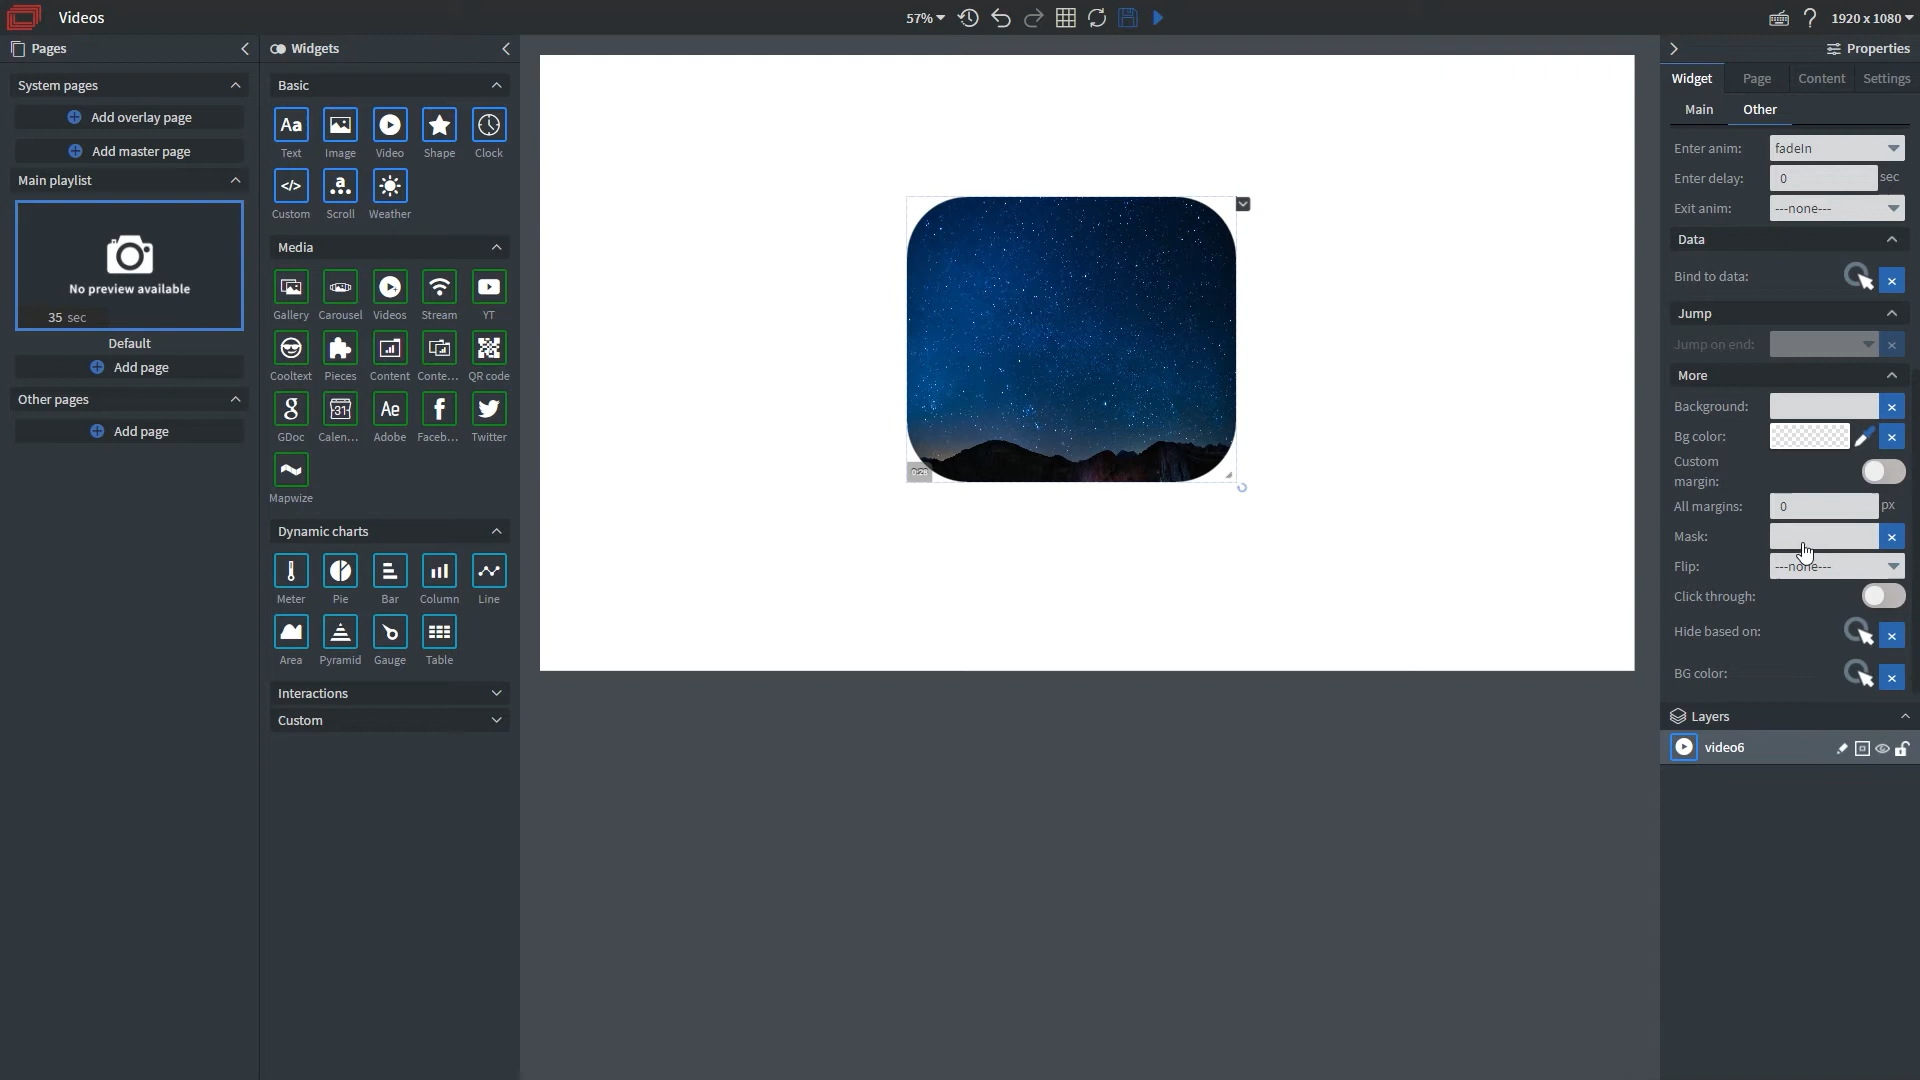 Videos
57%
1920 x 1080
Pages
System pages
Add overlay page
Add master page
Main playlist
No preview available
35 sec
Default
Add page
Other pages
Add page
Widgets
Basic
Aa
Text Image Video Shape Clock
</> a
Custom Scroll Weather
Media
Gallery Carousel Videos Stream YT
Cooltext Pieces Content Conte... QR code
g 31 Ae f
GDoc Calen... Adobe Faceb... Twitter
Mapwize
Dynamic charts
Meter Pie Bar Column Line
Area Pyramid Gauge Table
Interactions
Custom
0:28
Properties
Widget Page Content Settings
Main Other
Enter anim: fadeIn
Enter delay: 0 sec
Exit anim: ---none---
Data
Bind to data:
Jump
Jump on end:
More
Background:
Bg color:
Custom
margin:
All margins: 0 px
Mask:
Flip: ---none---
Click through:
Hide based on:
BG color:
Layers
video6